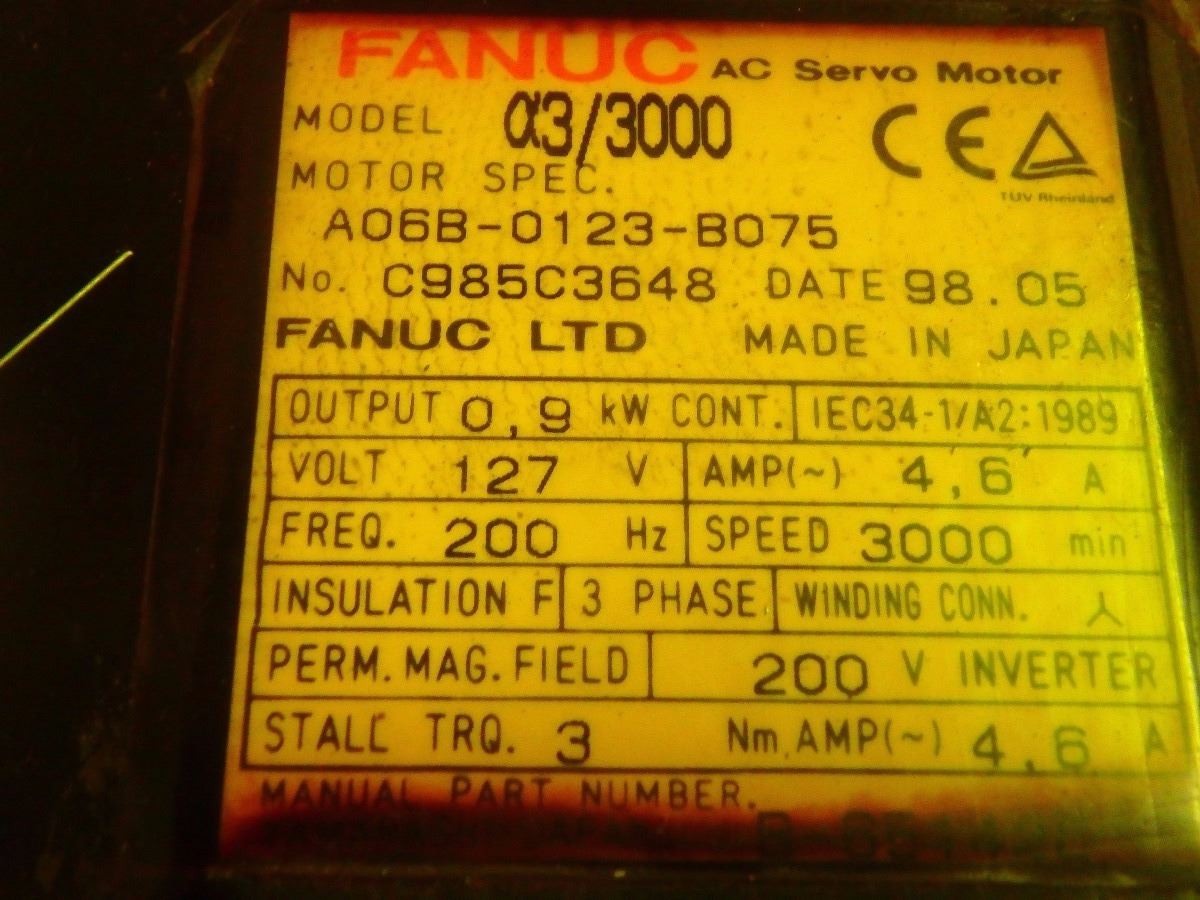 FANUC AC Servo Motor
MODEL α3/3000
TUV Rheinland
MOTOR SPEC.
A06B-0123-B075
No. C985C3648 DATE 98.05
FANUC LTD MADE IN JAPAN
OUTPUT 0,9 kW CONT. IEC34-1/A2:1989
VOLT 127 V AMP(~) 4,6 A
FREQ. 200 Hz SPEED 3000 min
INSULATION F 3 PHASE WINDING CONN. ⅄
PERM. MAG. FIELD 200 V INVERTER
STALL TRQ. 3 Nm AMP(~) 4,6 A
MANUAL PART NUMBER.